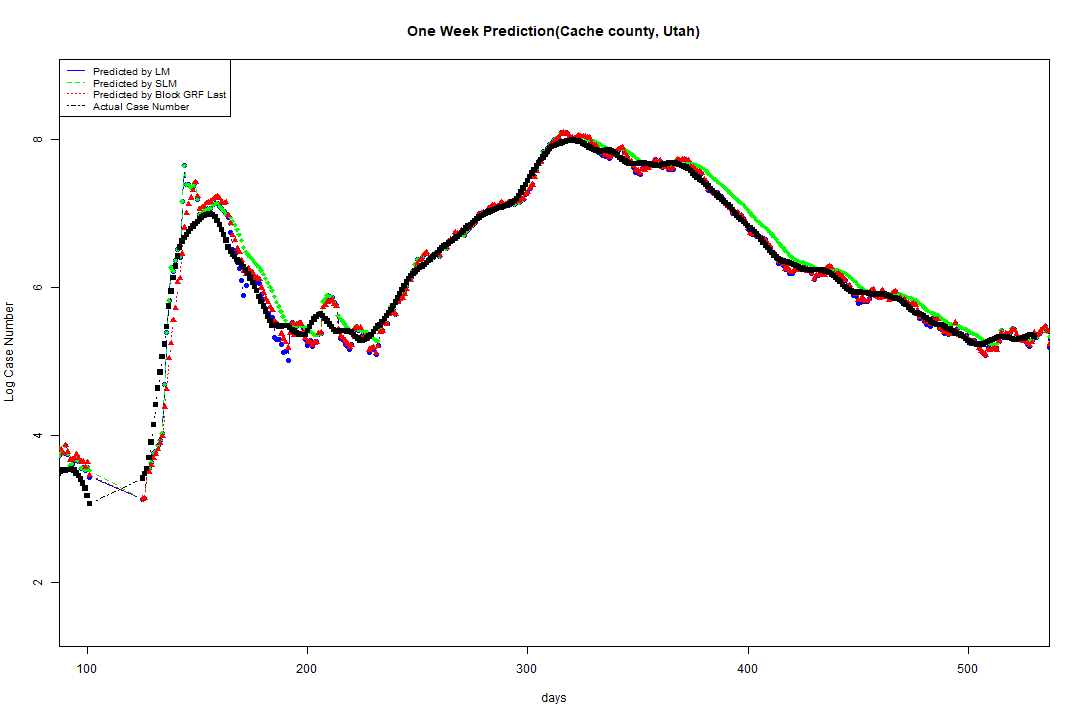 One Week Prediction(Cache county, Utah)
Predicted by LM
Predicted by SLM
Predicted by Block GRF Last
Actual Case Number
8
6
4
2
Log Case Number
100 200 300 400 500
days